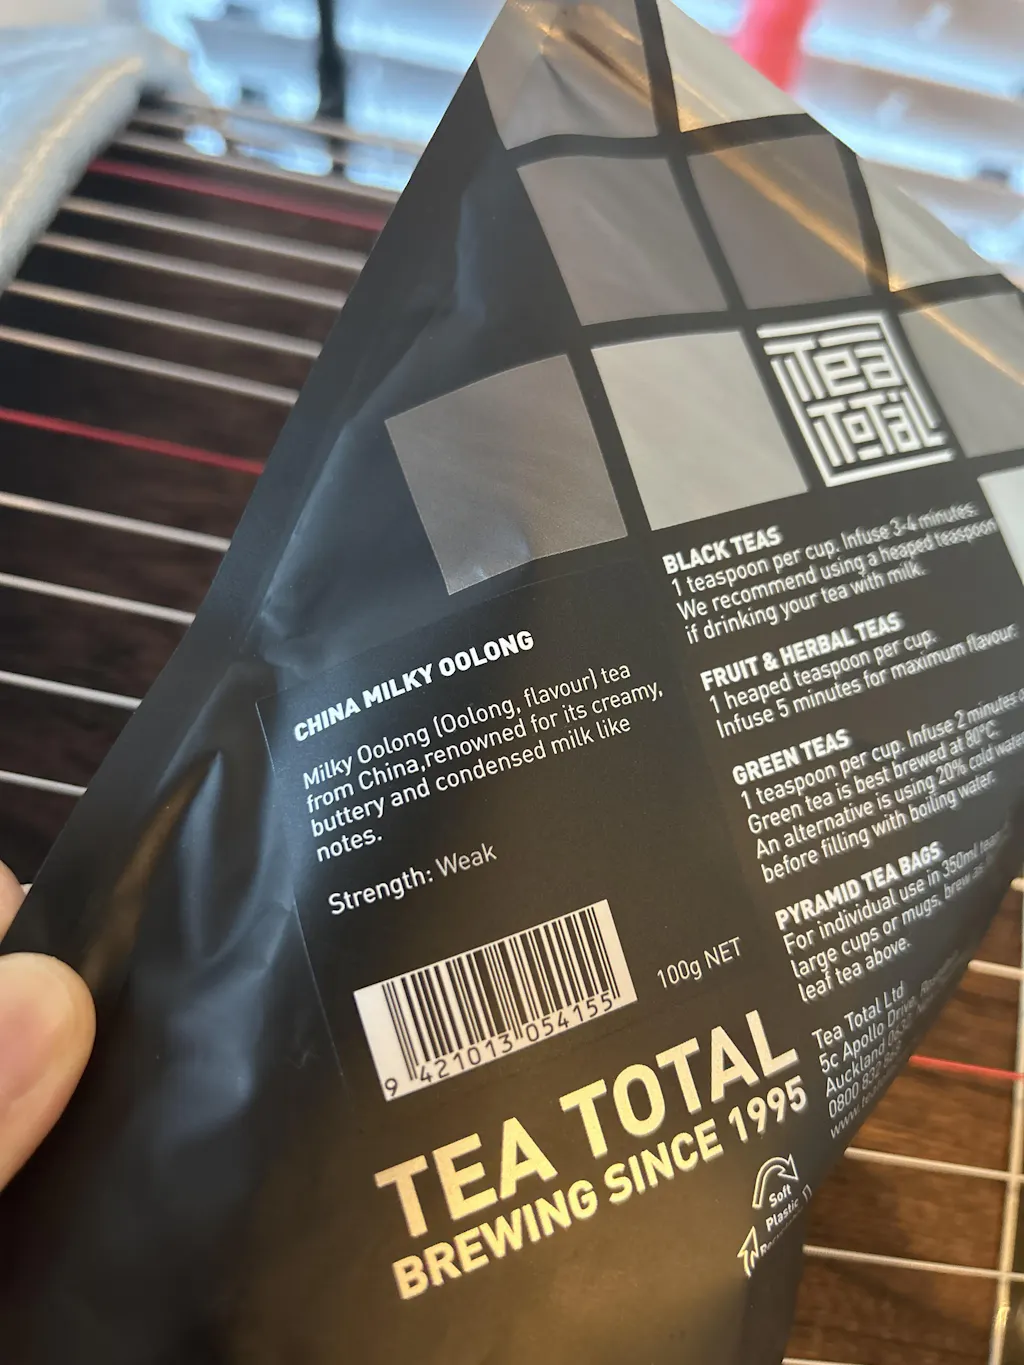 Tea
Total
CHINA MILKY OOLONG
Milky Oolong (Oolong, flavour) tea
from China,renowned for its creamy,
buttery and condensed milk like
notes.
Strength: Weak
9 421013 054155
100g NET
BLACK TEAS
1 teaspoon per cup. Infuse 3-4 minutes.
We recommend using a heaped teaspoon
if drinking your tea with milk.
FRUIT & HERBAL TEAS
1 heaped teaspoon per cup.
Infuse 5 minutes for maximum flavour.
GREEN TEAS
1 teaspoon per cup. Infuse 2 minutes
Green tea is best brewed at 80°C.
An alternative is using 20% cold water
before filling with boiling water.
PYRAMID TEA BAGS
For individual use in 350ml
large cups or mugs, brew as
leaf tea above.
Tea Total Ltd
5c Apollo Drive,
Auckland
0800 832
TEA TOTAL
BREWING SINCE 1995
Soft
Plastic